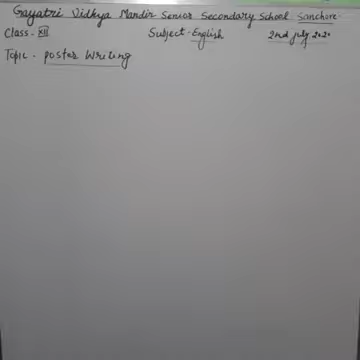 Gayatri Vidhya Mandir Senior Secondary School Sanchore
Class - XII Subject - English 2nd July 2020
Topic - poster Writing